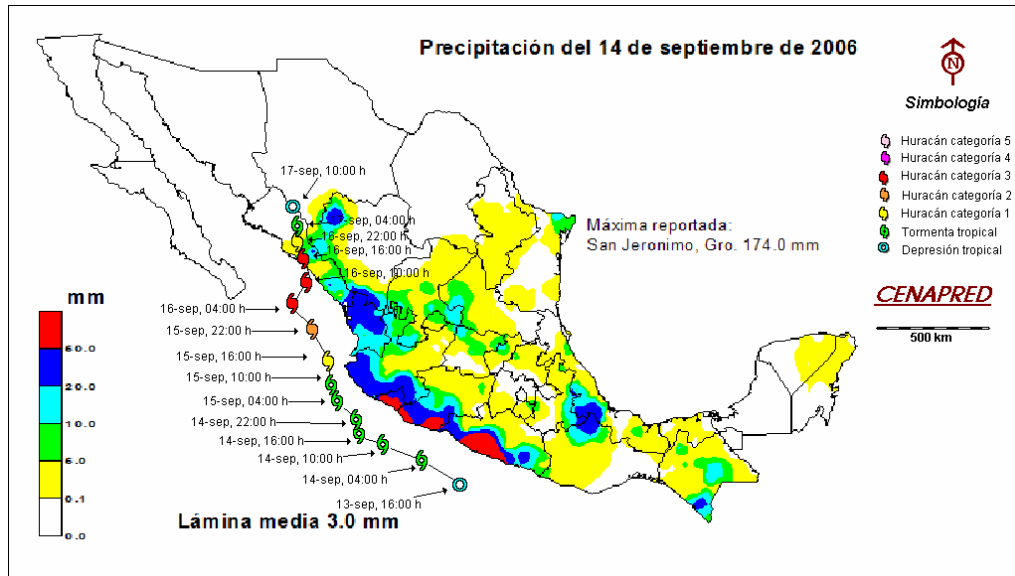 Precipitación del 14 de septiembre de 2006
N
Simbología
Huracán categoría 5
Huracán categoría 4
Huracán categoría 3
Huracán categoría 2
Huracán categoría 1
Tormenta tropical
Depresión tropical
Máxima reportada:
San Jeronimo, Gro. 174.0 mm
CENAPRED
500 km
17-sep, 10:00 h
-sep, 04:00 h
16-sep, 22:00 h
16-sep, 16:00 h
16-sep, 10:00 h
16-sep, 04:00 h
15-sep, 22:00 h
15-sep, 16:00 h
15-sep, 10:00 h
15-sep, 04:00 h
14-sep, 22:00 h
14-sep, 16:00 h
14-sep, 10:00 h
14-sep, 04:00 h
13-sep, 16:00 h
mm
20.0
10.0
0.1
0.0
Lámina media 3.0 mm